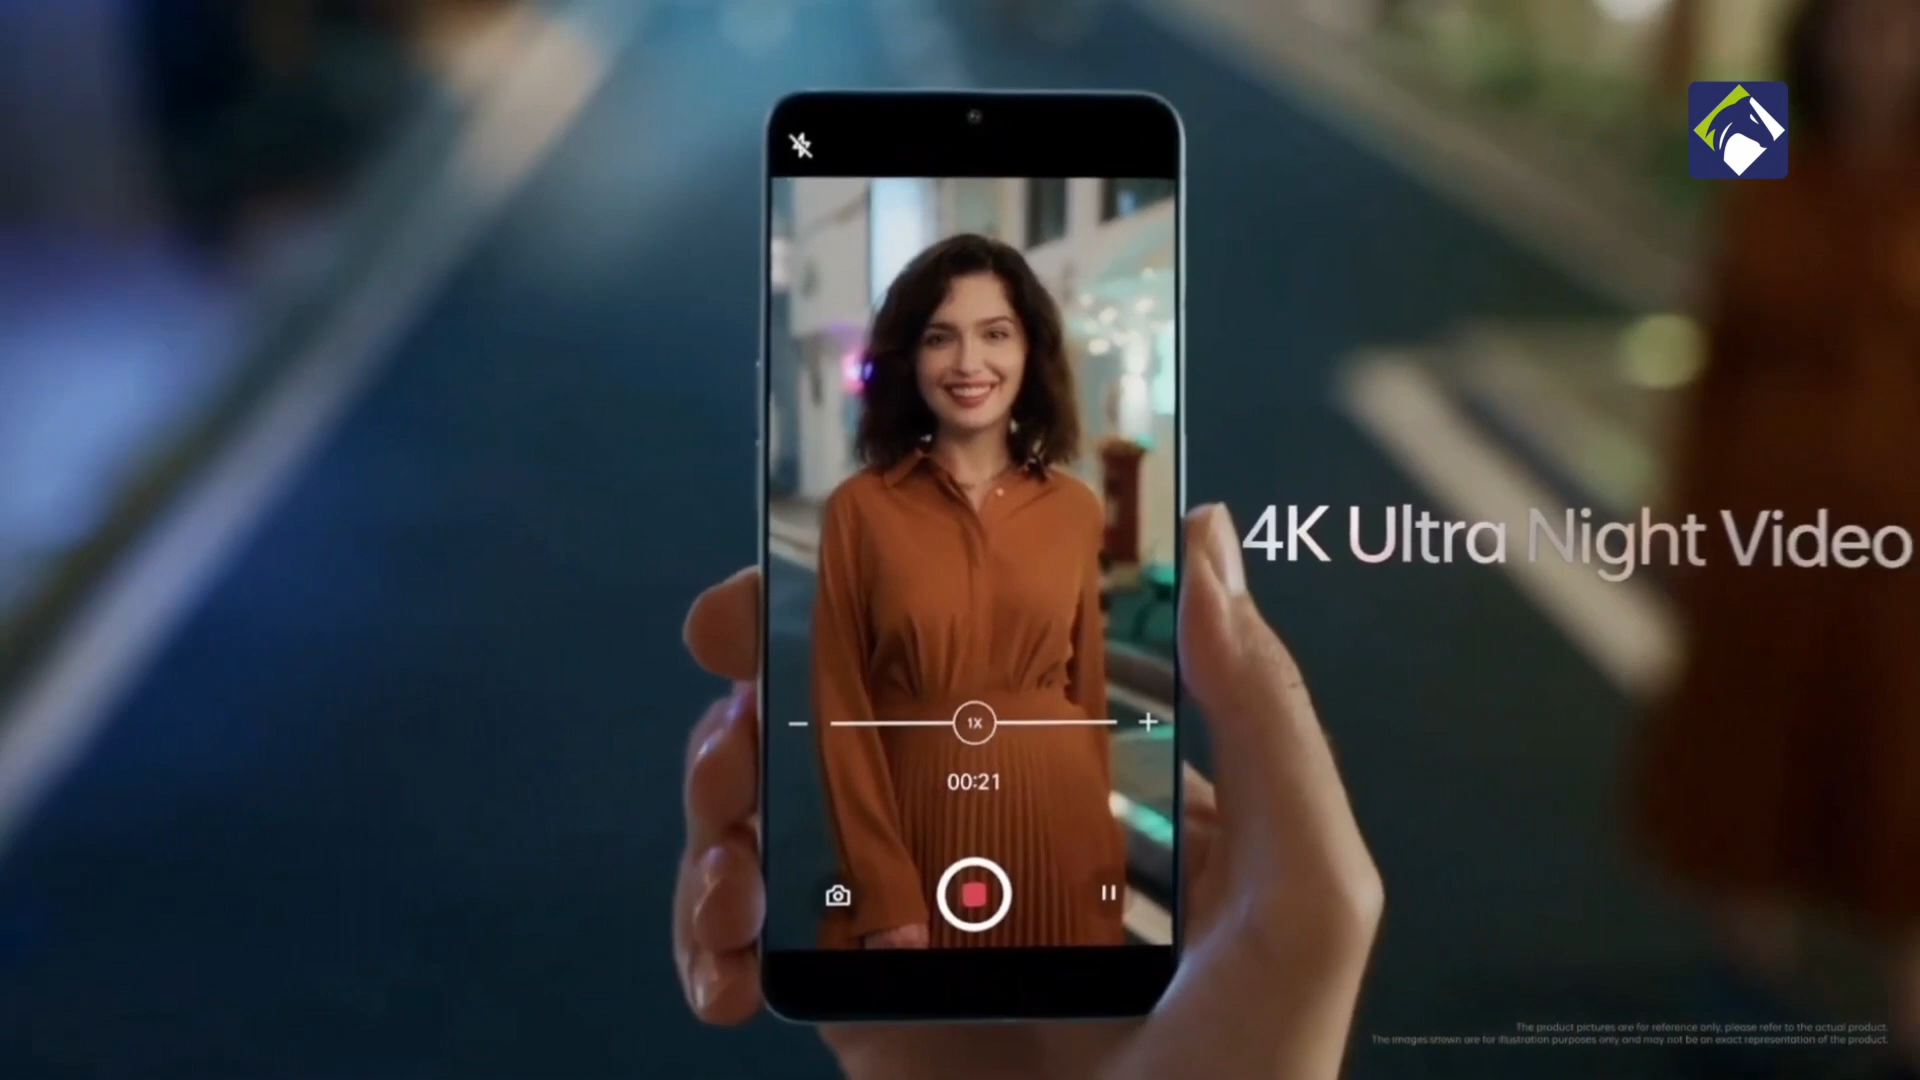 4K Ultra Night Video
1X
00:21
The product pictures are for reference only, please refer to the actual product.
The images shown are for illustration purposes only and may not be an exact representation of the product.